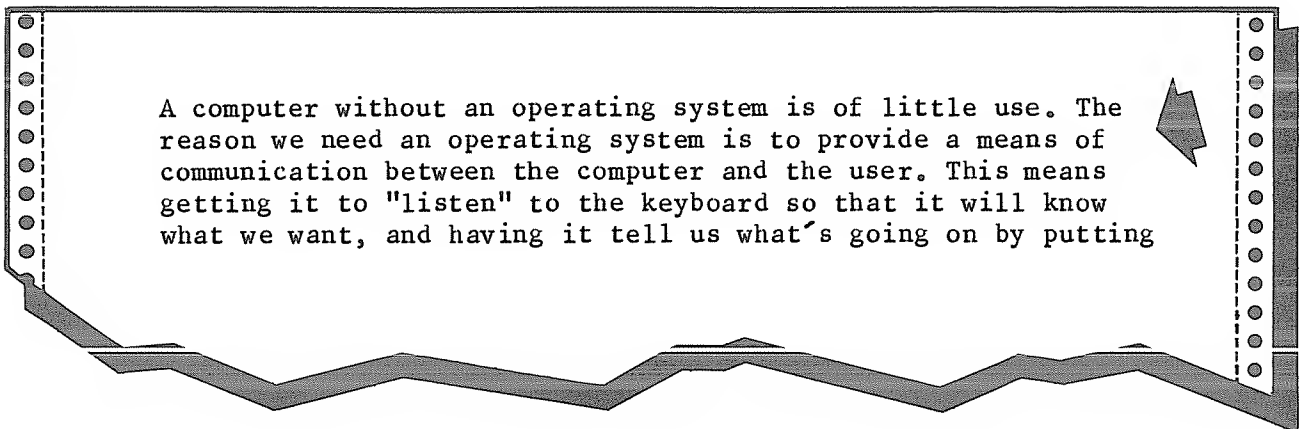 A computer without an operating system is of little use. The
reason we need an operating system is to provide a means of
communication between the computer and the user. This means
getting it to "listen" to the keyboard so that it will know
what we want, and having it tell us what's going on by putting